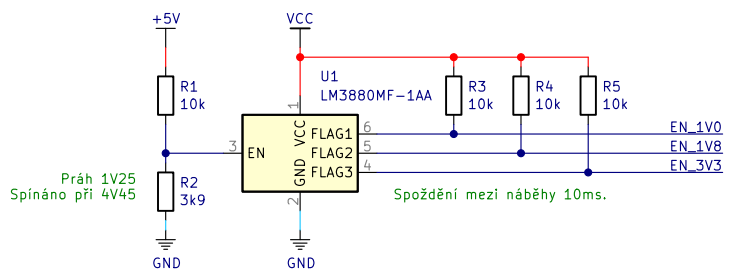 +5V
VCC
R1
10k
U1
LM3880MF-1AA
R3
10k
R4
10k
R5
10k
1
VCC
3
EN
FLAG1
6
EN_1V0
FLAG2
5
EN_1V8
FLAG3
4
EN_3V3
GND
2
Práh 1V25
Spínáno při 4V45
R2
3k9
Spoždění mezi náběhy 10ms.
GND
GND